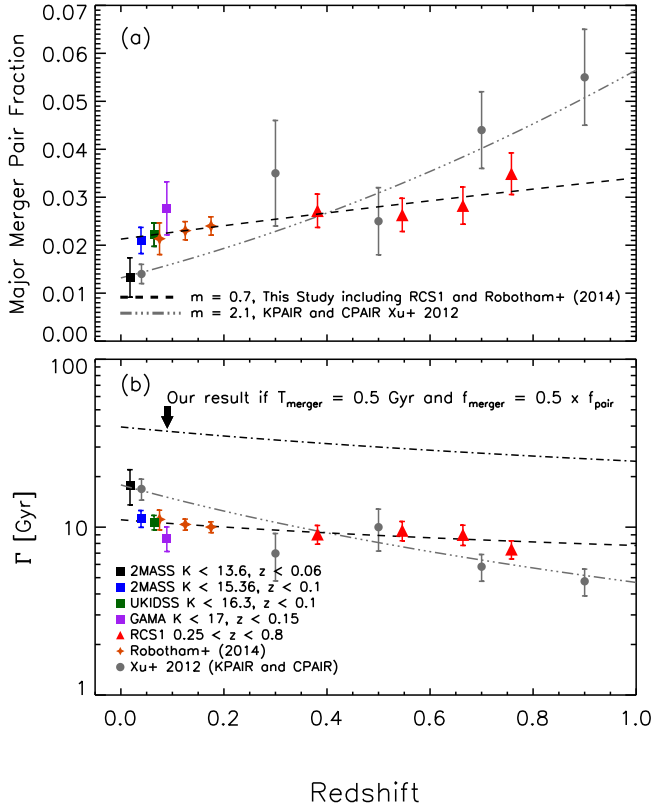 0.07
(a)
0.06
0.05
0.04
0.03
0.02
0.01
0.00
Major Merger Pair Fraction
m = 0.7, This Study including RCS1 and Robotham+ (2014)
m = 2.1, KPAIR and CPAIR Xu+ 2012
100
(b)
Our result if T_merger = 0.5 Gyr and f_merger = 0.5 x f_pair
10
1
Γ [Gyr]
2MASS K < 13.6, z < 0.06
2MASS K < 15.36, z < 0.1
UKIDSS K < 16.3, z < 0.1
GAMA K < 17, z < 0.15
RCS1 0.25 < z < 0.8
Robotham+ (2014)
Xu+ 2012 (KPAIR and CPAIR)
0.0 0.2 0.4 0.6 0.8 1.0
Redshift